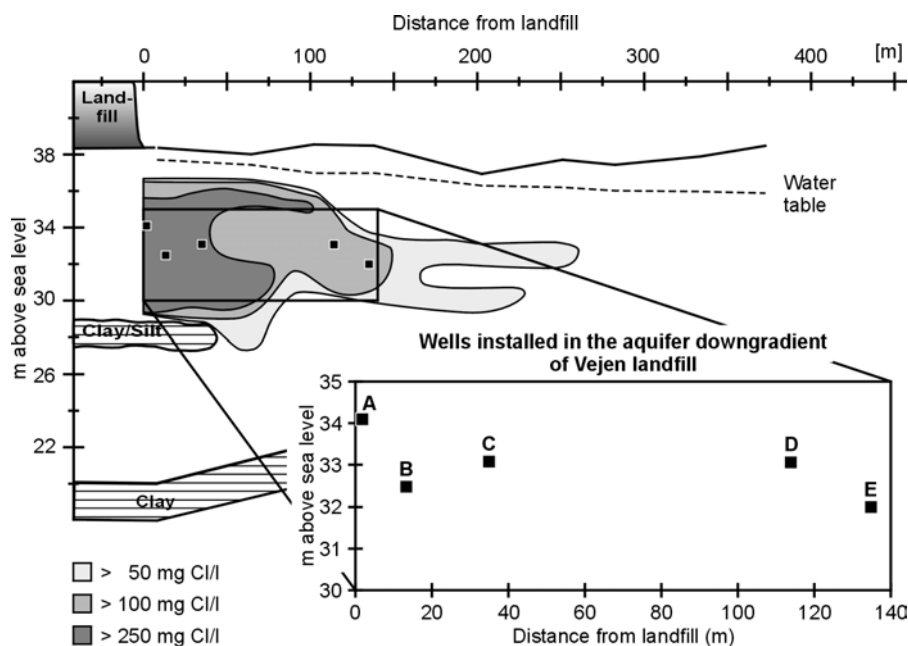 Distance from landfill
0 100 200 300 400 [m]
Land-
fill
38
34
30
26
22
m above sea level
Water
table
Clay/Silt
Clay
Wells installed in the aquifer downgradient
of Vejen landfill
35
34
33
32
31
30
m above sea level
A
B
C
D
E
0 20 40 60 80 100 120 140
Distance from landfill (m)
> 50 mg Cl/l
> 100 mg Cl/l
> 250 mg Cl/l